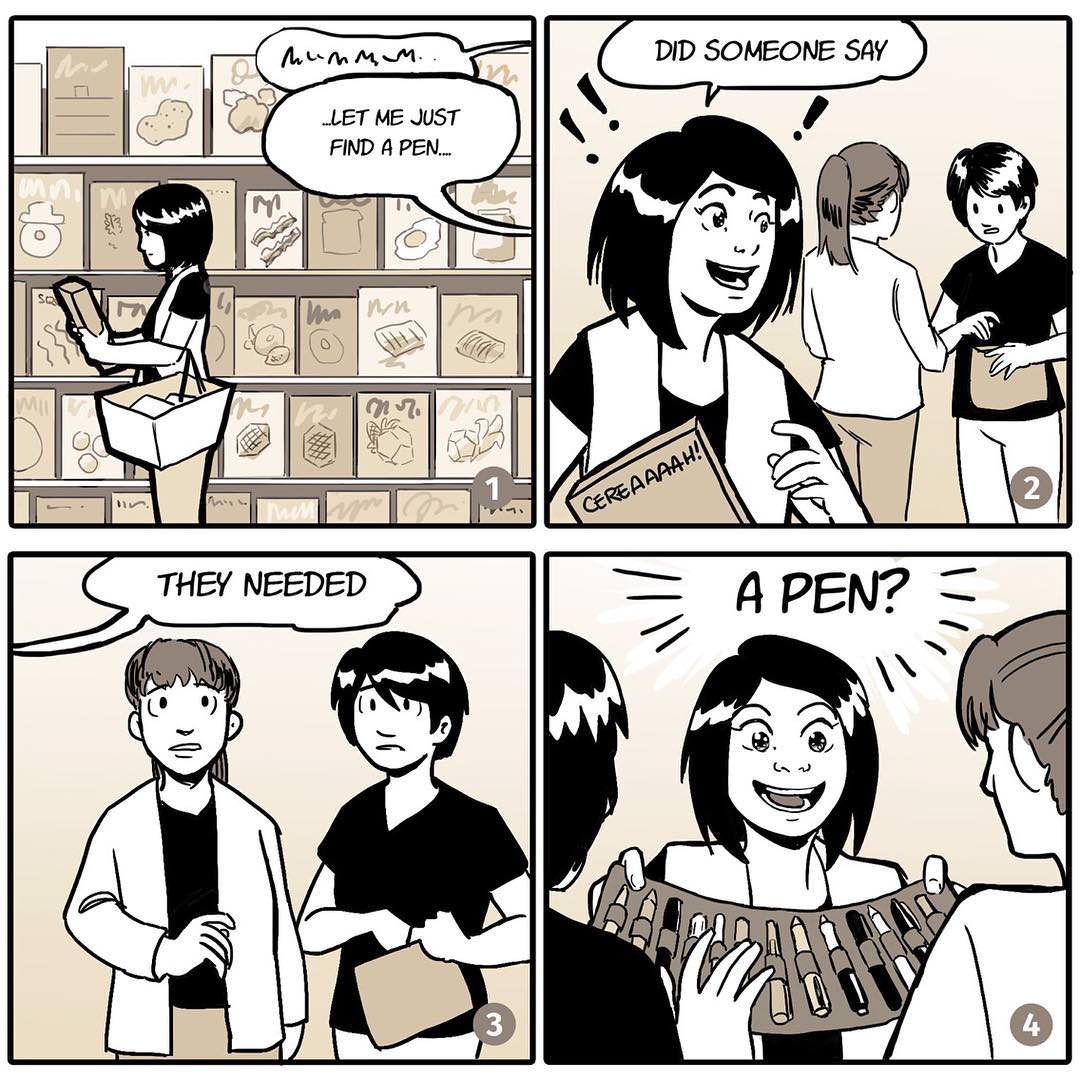 ...LET ME JUST
FIND A PEN....
1
DID SOMEONE SAY
CEREAAAAH!
2
THEY NEEDED
3
A PEN?
4